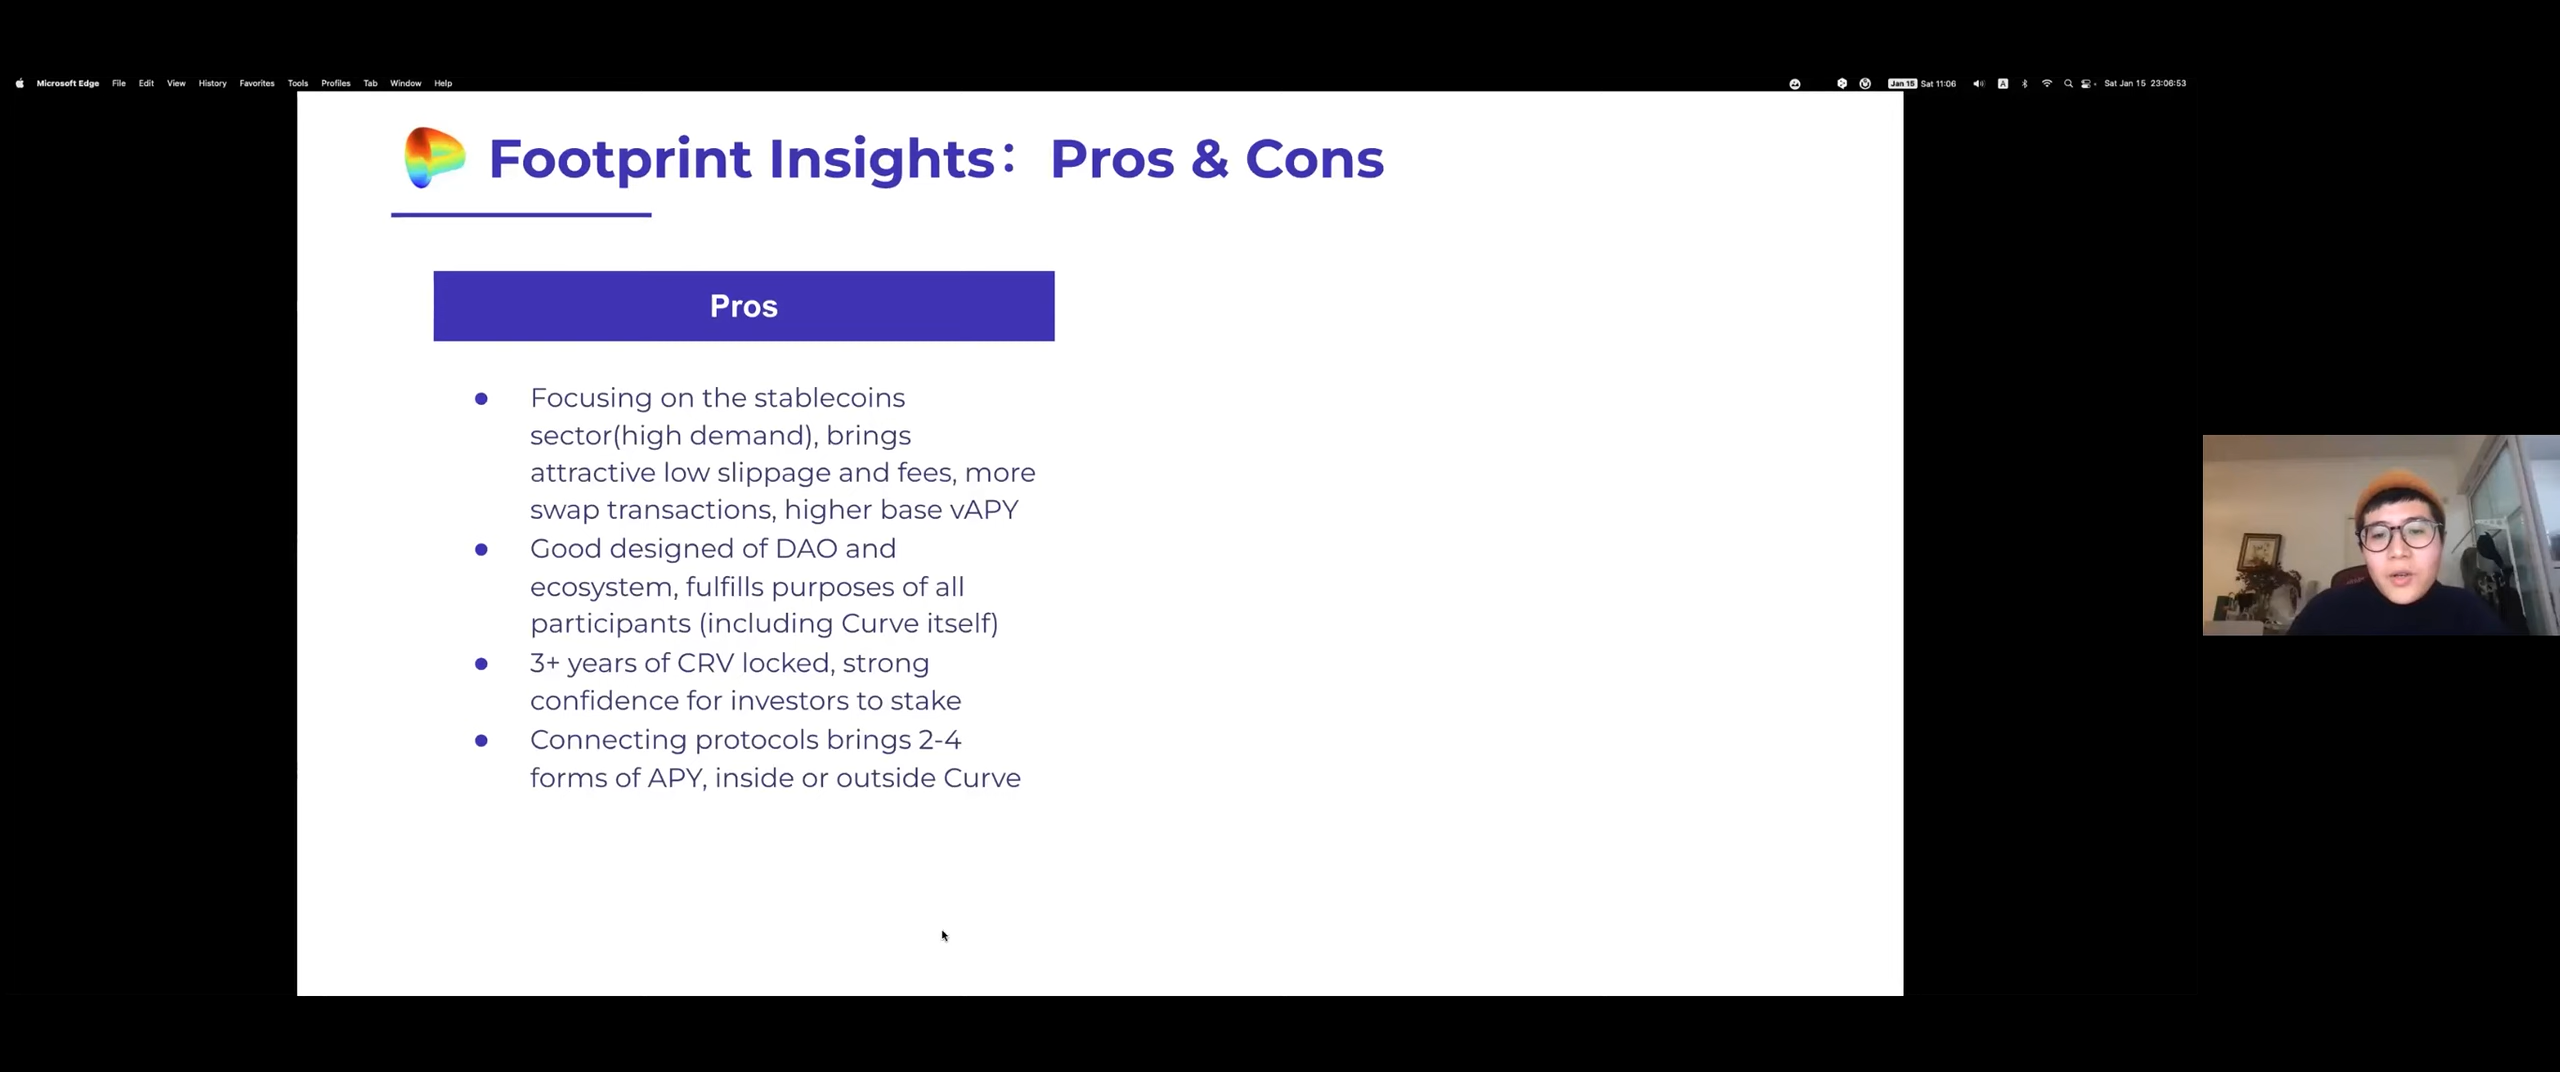 Microsoft Edge File Edit View History Favorites Tools Profiles Tab Window Help
Jan 15 Sat 11:06 A Sat Jan 15 23:06:53
Footprint Insights： Pros & Cons
Pros
● Focusing on the stablecoins
sector(high demand), brings
attractive low slippage and fees, more
swap transactions, higher base vAPY
● Good designed of DAO and
ecosystem, fulfills purposes of all
participants (including Curve itself)
● 3+ years of CRV locked, strong
confidence for investors to stake
● Connecting protocols brings 2-4
forms of APY, inside or outside Curve